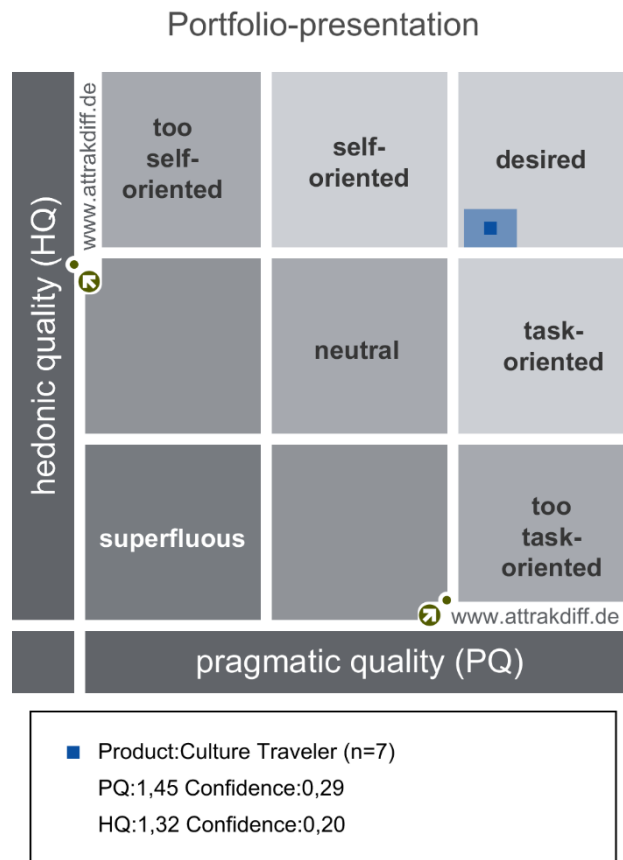 Portfolio-presentation
hedonic quality (HQ)
www.attrakdiff.de
too
self-
oriented
self-
oriented
desired
neutral
task-
oriented
superfluous
too
task-
oriented
www.attrakdiff.de
pragmatic quality (PQ)
Product:Culture Traveler (n=7)
PQ:1,45 Confidence:0,29
HQ:1,32 Confidence:0,20